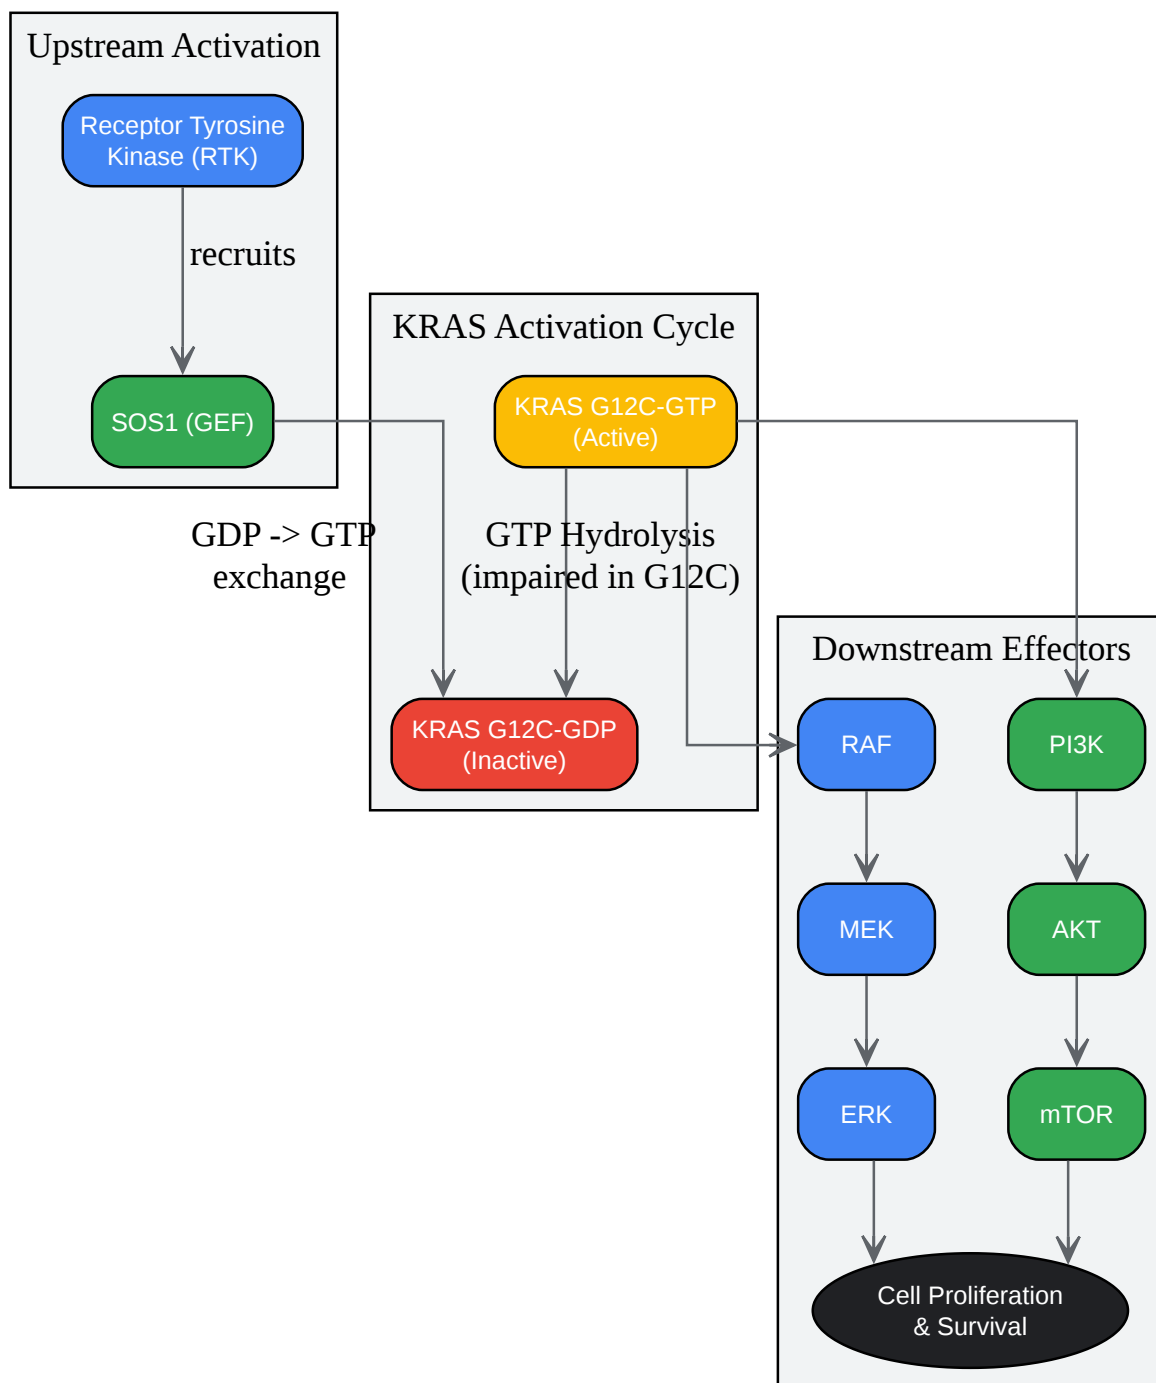 Upstream Activation
Receptor Tyrosine
Kinase (RTK)
recruits
SOS1 (GEF)
KRAS Activation Cycle
KRAS G12C-GTP
(Active)
GDP -> GTP
exchange
GTP Hydrolysis
(impaired in G12C)
KRAS G12C-GDP
(Inactive)
Downstream Effectors
RAF
PI3K
MEK
AKT
ERK
mTOR
Cell Proliferation
& Survival